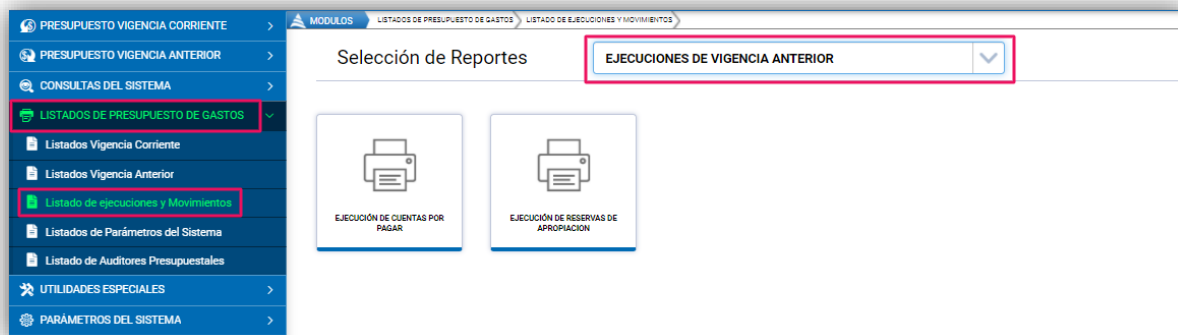 PRESUPUESTO VIGENCIA CORRIENTE
PRESUPUESTO VIGENCIA ANTERIOR
CONSULTAS DEL SISTEMA
LISTADOS DE PRESUPUESTO DE GASTOS
Listados Vigencia Corriente
Listados Vigencia Anterior
Listado de ejecuciones y Movimientos
Listados de Parámetros del Sistema
Listado de Auditores Presupuestales
UTILIDADES ESPECIALES
PARÁMETROS DEL SISTEMA
MODULOS LISTADOS DE PRESUPUESTO DE GASTOS LISTADO DE EJECUCIONES Y MOVIMIENTOS
Selección de Reportes
EJECUCIONES DE VIGENCIA ANTERIOR
EJECUCIÓN DE CUENTAS POR
PAGAR
EJECUCIÓN DE RESERVAS DE
APROPIACION